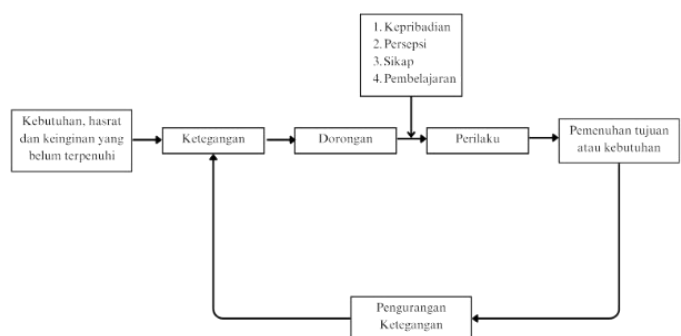 1. Kepribadian
2. Persepsi
3. Sikap
4. Pembelajaran
Kebutuhan, hasrat
dan keinginan yang
belum terpenuhi
Ketegangan
Dorongan
Perilaku
Pemenuhan tujuan
atau kebutuhan
Pengurangan
Ketegangan